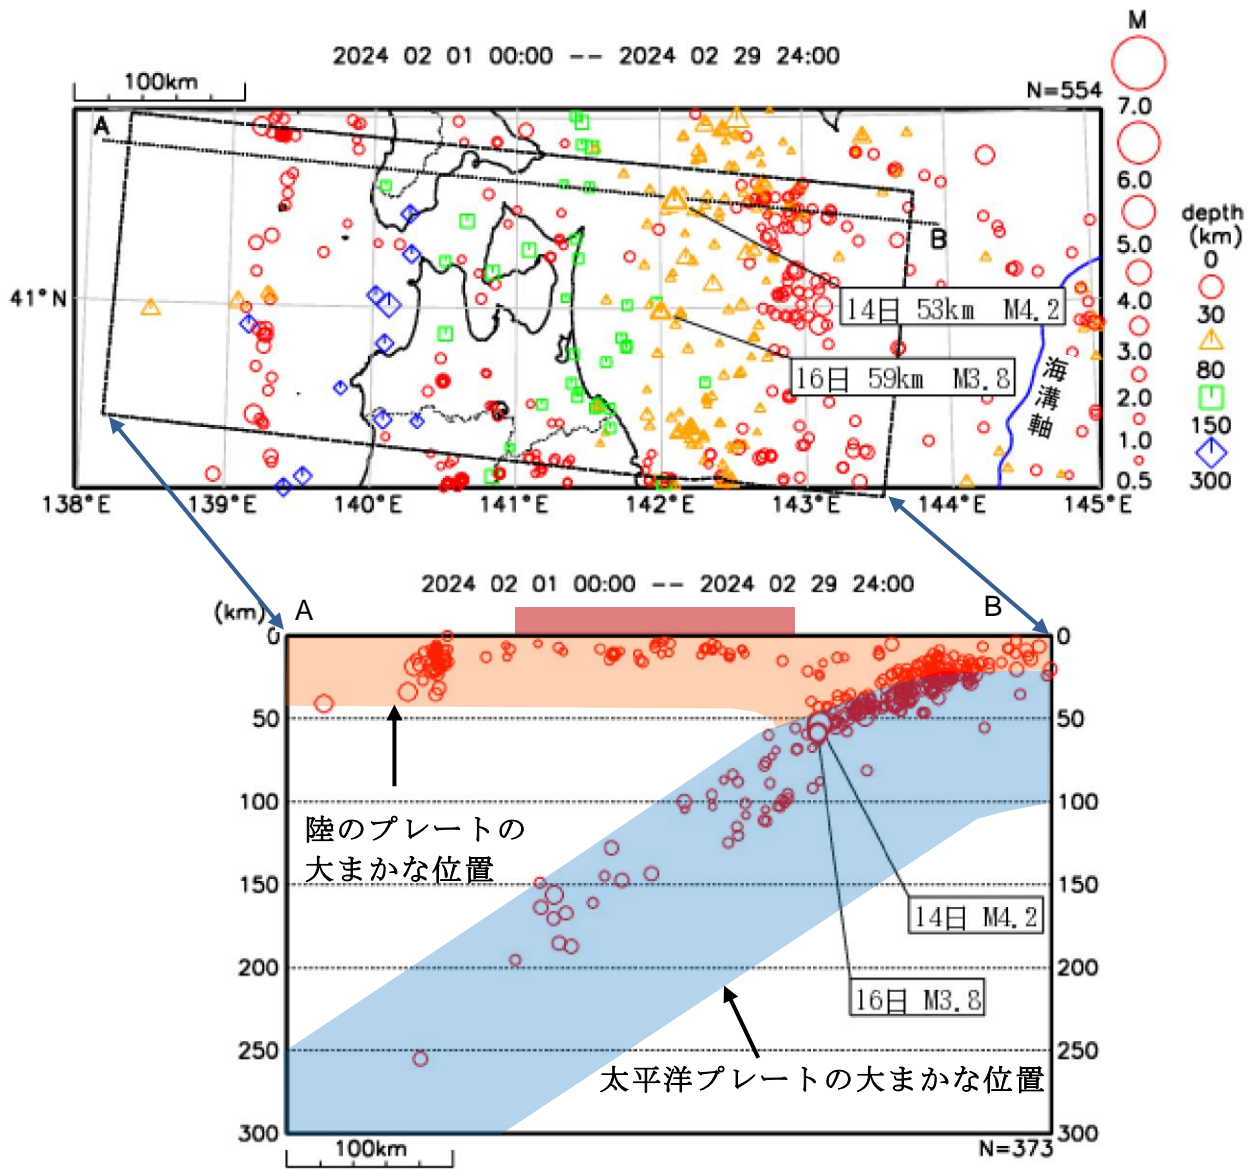 M
2024 02 01 00:00 -- 2024 02 29 24:00
100km
N=554
7.0
6.0
5.0
4.0
3.0
2.0
1.0
0.5
depth
(km)
0
30
80
150
300
A
B
41°N
14日 53km M4.2
16日 59km M3.8
海溝軸
138°E 139°E 140°E 141°E 142°E 143°E 144°E 145°E
2024 02 01 00:00 -- 2024 02 29 24:00
(km)
A
B
0 0
50 50
100 100
150 150
200 200
250 250
300 300
陸のプレートの
大まかな位置
14日 M4.2
16日 M3.8
太平洋プレートの大まかな位置
100km
N=373